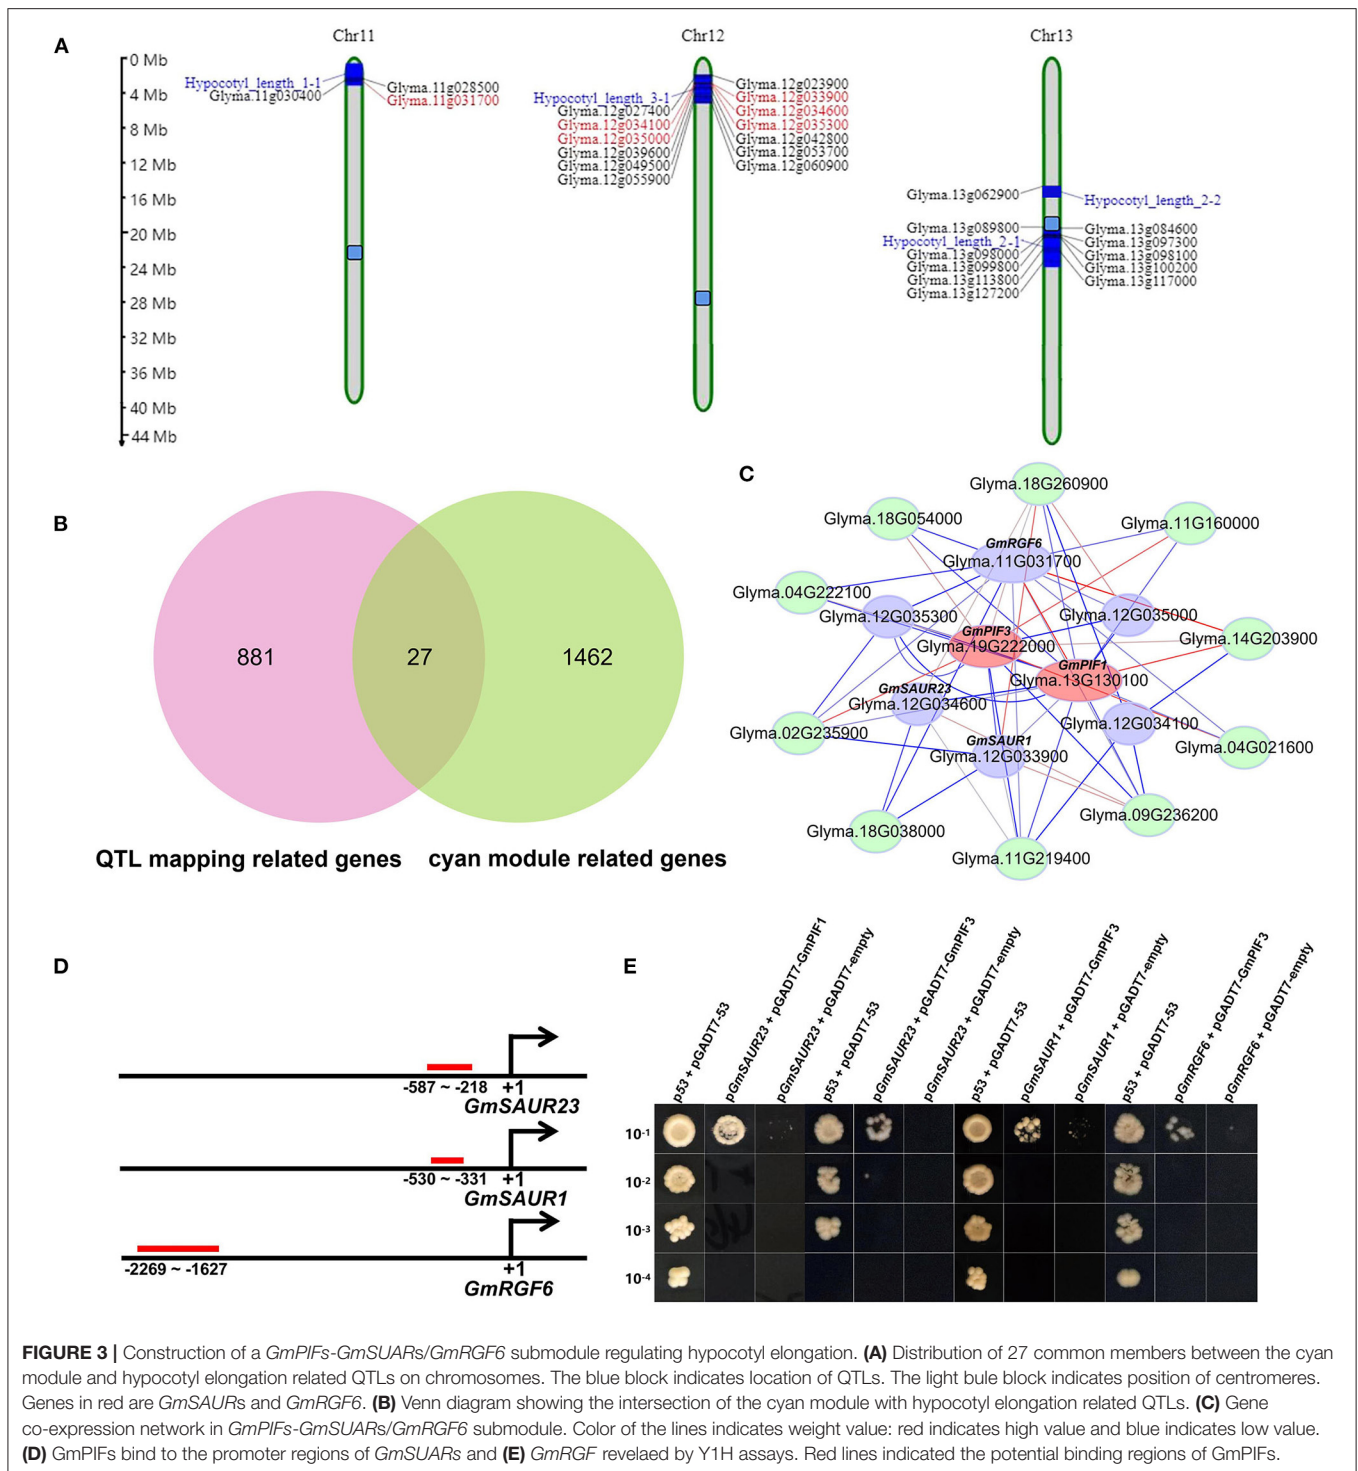 A
Chr11
Chr12
Chr13
0 Mb
4 Mb
8 Mb
12 Mb
16 Mb
20 Mb
24 Mb
28 Mb
32 Mb
36 Mb
40 Mb
44 Mb
Hypocotyl_length_1-1
Glyma.11g030400
Glyma.11g028500
Glyma.11g031700
Hypocotyl_length_3-1
Glyma.12g027400
Glyma.12g034100
Glyma.12g035000
Glyma.12g039600
Glyma.12g049500
Glyma.12g055900
Glyma.12g023900
Glyma.12g033900
Glyma.12g034600
Glyma.12g035300
Glyma.12g042800
Glyma.12g053700
Glyma.12g060900
Glyma.13g062900
Glyma.13g089800
Hypocotyl_length_2-1
Glyma.13g098000
Glyma.13g099800
Glyma.13g113800
Glyma.13g127200
Hypocotyl_length_2-2
Glyma.13g084600
Glyma.13g097300
Glyma.13g098100
Glyma.13g100200
Glyma.13g117000
B
881
27
1462
QTL mapping related genes
cyan module related genes
C
Glyma.18G260900
Glyma.18G054000
Glyma.11G160000
GmRGF6
Glyma.11G031700
Glyma.04G222100
Glyma.12G035300
Glyma.12G035000
GmPIF3
Glyma.19G222000
Glyma.14G203900
GmPIF1
Glyma.13G130100
GmSAUR23
Glyma.12G034600
Glyma.12G034100
Glyma.02G235900
GmSAUR1
Glyma.12G033900
Glyma.04G021600
Glyma.09G236200
Glyma.18G038000
Glyma.11G219400
D
-587 ~ -218
+1
GmSAUR23
-530 ~ -331
+1
GmSAUR1
-2269 ~ -1627
+1
GmRGF6
E
p53 + pGADT7-53
pGmSAUR23 + pGADT7-GmPIF1
pGmSAUR23 + pGADT7-empty
p53 + pGADT7-53
pGmSAUR23 + pGADT7-GmPIF3
pGmSAUR23 + pGADT7-empty
p53 + pGADT7-53
pGmSAUR1 + pGADT7-GmPIF3
pGmSAUR1 + pGADT7-empty
p53 + pGADT7-53
pGmRGF6 + pGADT7-GmPIF3
pGmRGF6 + pGADT7-empty
10-1
10-2
10-3
10-4
FIGURE 3 | Construction of a GmPIFs-GmSUARs/GmRGF6 submodule regulating hypocotyl elongation. (A) Distribution of 27 common members between the cyan
module and hypocotyl elongation related QTLs on chromosomes. The blue block indicates location of QTLs. The light bule block indicates position of centromeres.
Genes in red are GmSAURs and GmRGF6. (B) Venn diagram showing the intersection of the cyan module with hypocotyl elongation related QTLs. (C) Gene
co-expression network in GmPIFs-GmSUARs/GmRGF6 submodule. Color of the lines indicates weight value: red indicates high value and blue indicates low value.
(D) GmPIFs bind to the promoter regions of GmSUARs and (E) GmRGF revelaed by Y1H assays. Red lines indicated the potential binding regions of GmPIFs.